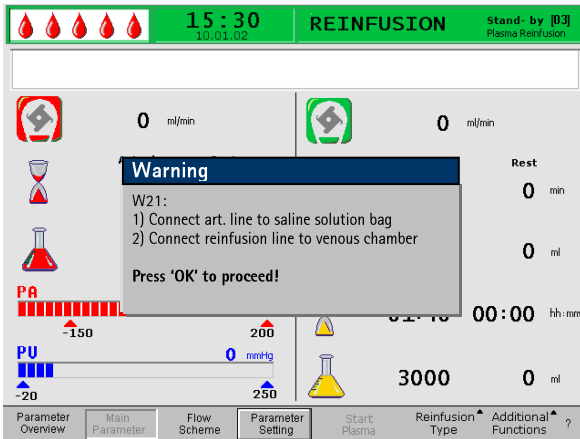 15:30
10.01.02
REINFUSION
Stand- by [03]
Plasma Reinfusion
0 ml/min
0 ml/min
Rest
Warning
W21:
1) Connect art. line to saline solution bag
2) Connect reinfusion line to venous chamber
Press ‘OK’ to proceed!
0 min
0 ml
PA
-150 200
00:00 hh:mm
PV 0 mmHg
-20 250
3000 0 ml
Parameter Overview
Main Parameter
Flow Scheme
Parameter Setting
Start Plasma
Reinfusion Type
Additional Functions
?